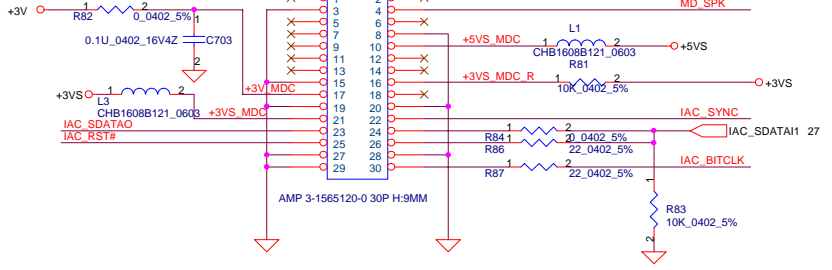 MD_SPK
+3V
1
2
R82
0_0402_5%
3
4
5
6
7
8
9
10
11
12
13
14
15
16
17
18
19
20
21
22
23
24
25
26
27
28
29
30
0.1U_0402_16V4Z
1
C703
2
+5VS_MDC
L1
1
2
+5VS
CHB1608B121_0603
R81
+3VS_MDC_R
1
2
+3VS
10K_0402_5%
+3V_MDC
+3VS
1
2
L3
CHB1608B121_0603
+3VS_MDC
IAC_SDATAO
IAC_RST#
IAC_SYNC
1
2
IAC_SDATAI1 27
R84
0_0402_5%
1
2
R86
22_0402_5%
1
2
IAC_BITCLK
R87
22_0402_5%
1
R83
10K_0402_5%
2
AMP 3-1565120-0 30P H:9MM